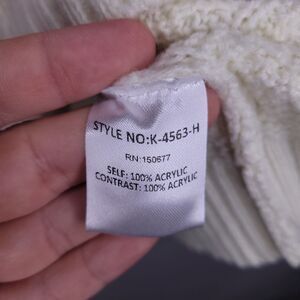 STYLE NO:K-4563-H
RN:150677
SELF: 100% ACRYLIC
CONTRAST: 100% ACRYLIC